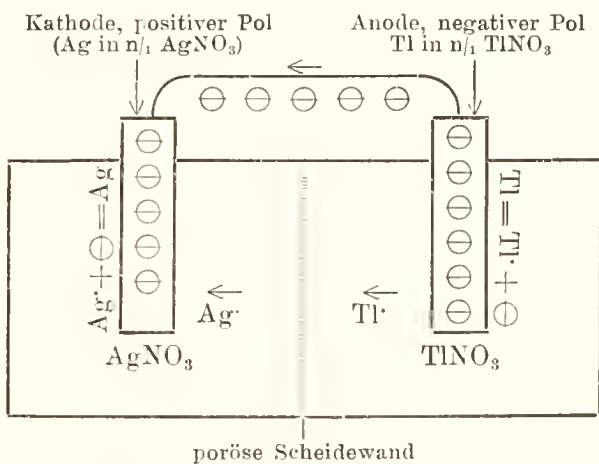 Kathode, positiver Pol
(Ag in n/1 AgNO₃)
Anode, negativer Pol
Tl in n/1 TlNO₃
Ag˙+⊖=Ag
Tl=Tl˙+⊖
Ag˙
Tl˙
AgNO₃
TlNO₃
poröse Scheidewand